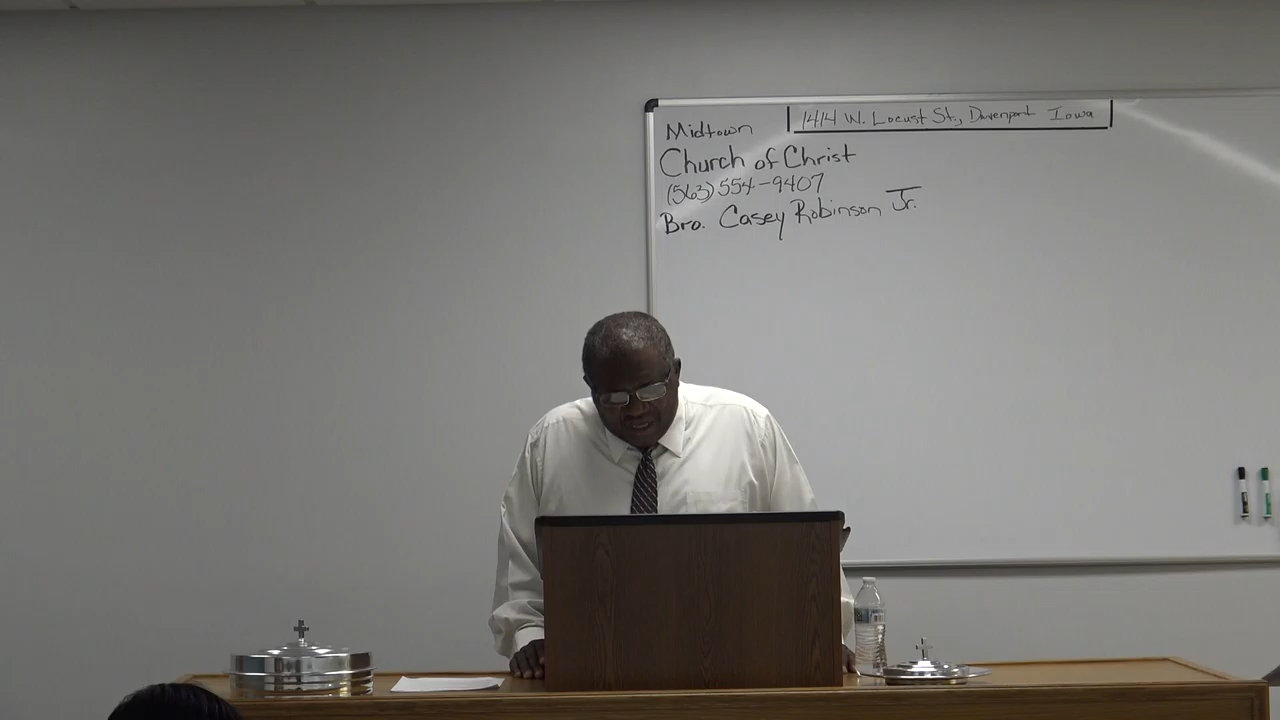 Midtown
1414 W. Locust St., Davenport Iowa
Church of Christ
(563) 554-9407
Bro. Casey Robinson Jr.